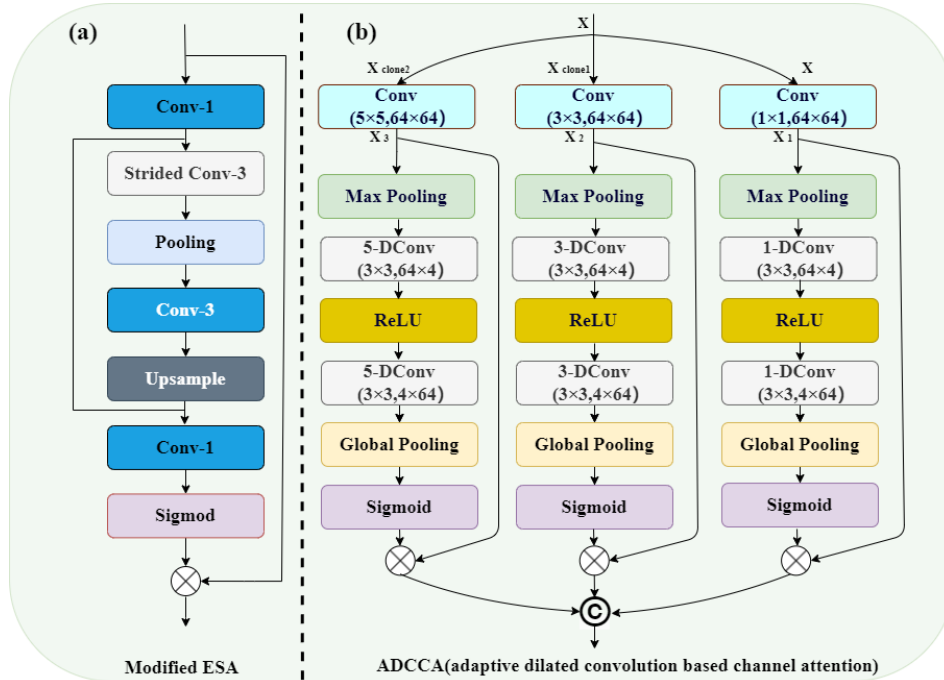 (a)
Conv-1
Strided Conv-3
Pooling
Conv-3
Upsample
Conv-1
Sigmod
Modified ESA
(b)
X
X clone2
X clone1
X
Conv
(5×5,64×64)
X 3
Max Pooling
5-DConv
(3×3,64×4)
ReLU
5-DConv
(3×3,4×64)
Global Pooling
Sigmoid
Conv
(3×3,64×64)
X 2
Max Pooling
3-DConv
(3×3,64×4)
ReLU
3-DConv
(3×3,4×64)
Global Pooling
Sigmoid
Conv
(1×1,64×64)
X 1
Max Pooling
1-DConv
(3×3,64×4)
ReLU
1-DConv
(3×3,4×64)
Global Pooling
Sigmoid
C
ADCCA(adaptive dilated convolution based channel attention)